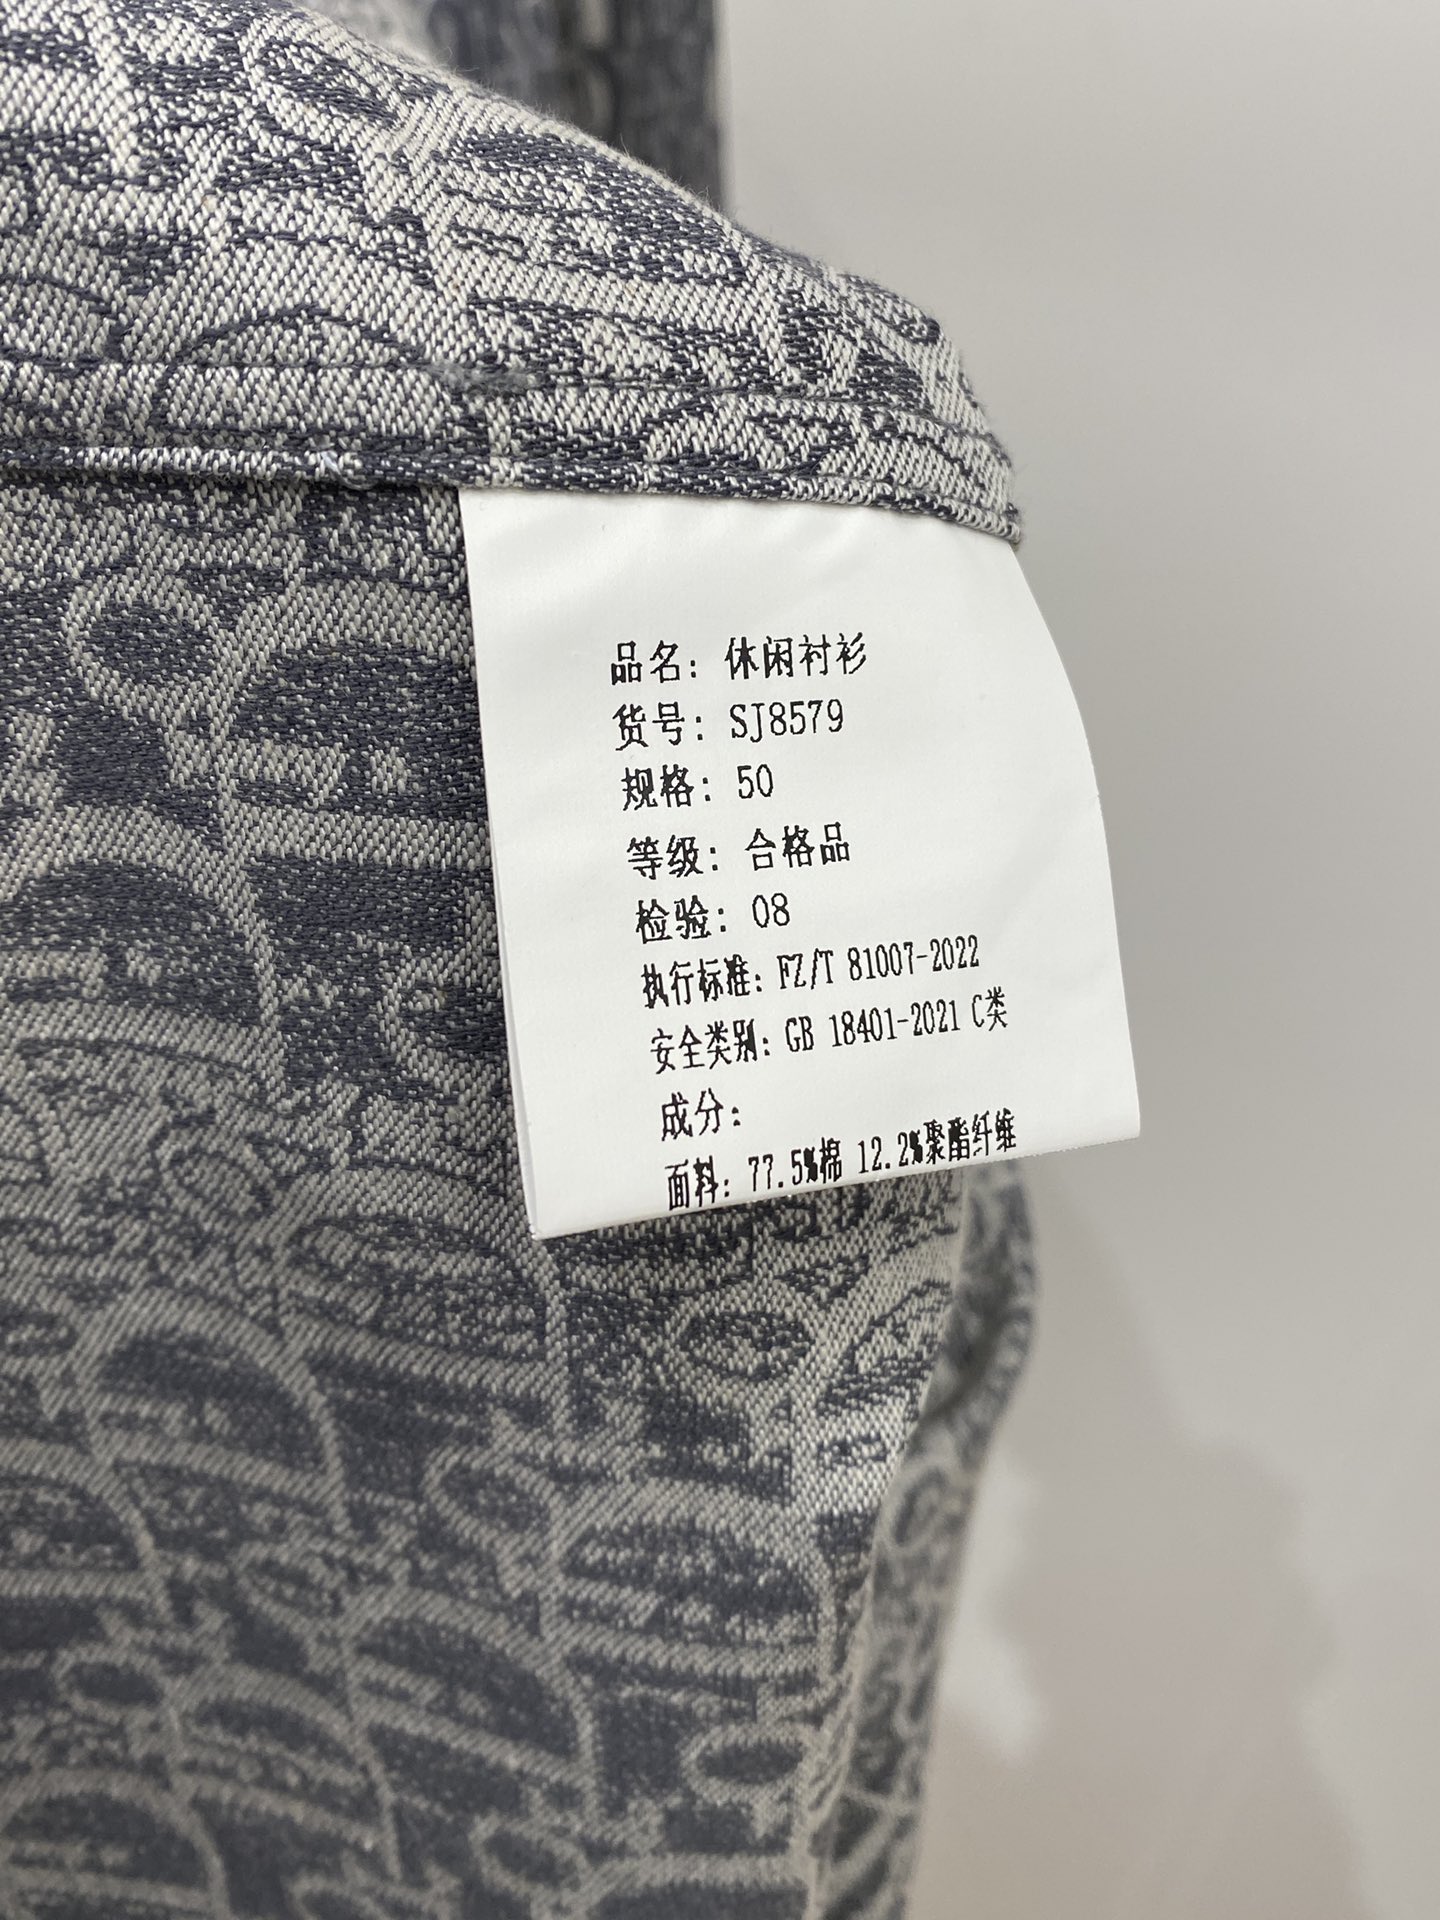 品名：休闲衬衫
货号：SJ8579
规格：50
等级：合格品
检验：08
执行标准：FZ/T 81007-2022
安全类别：GB 18401-2021 C类
成分：
面料：77.5%棉 12.2%聚酯纤维